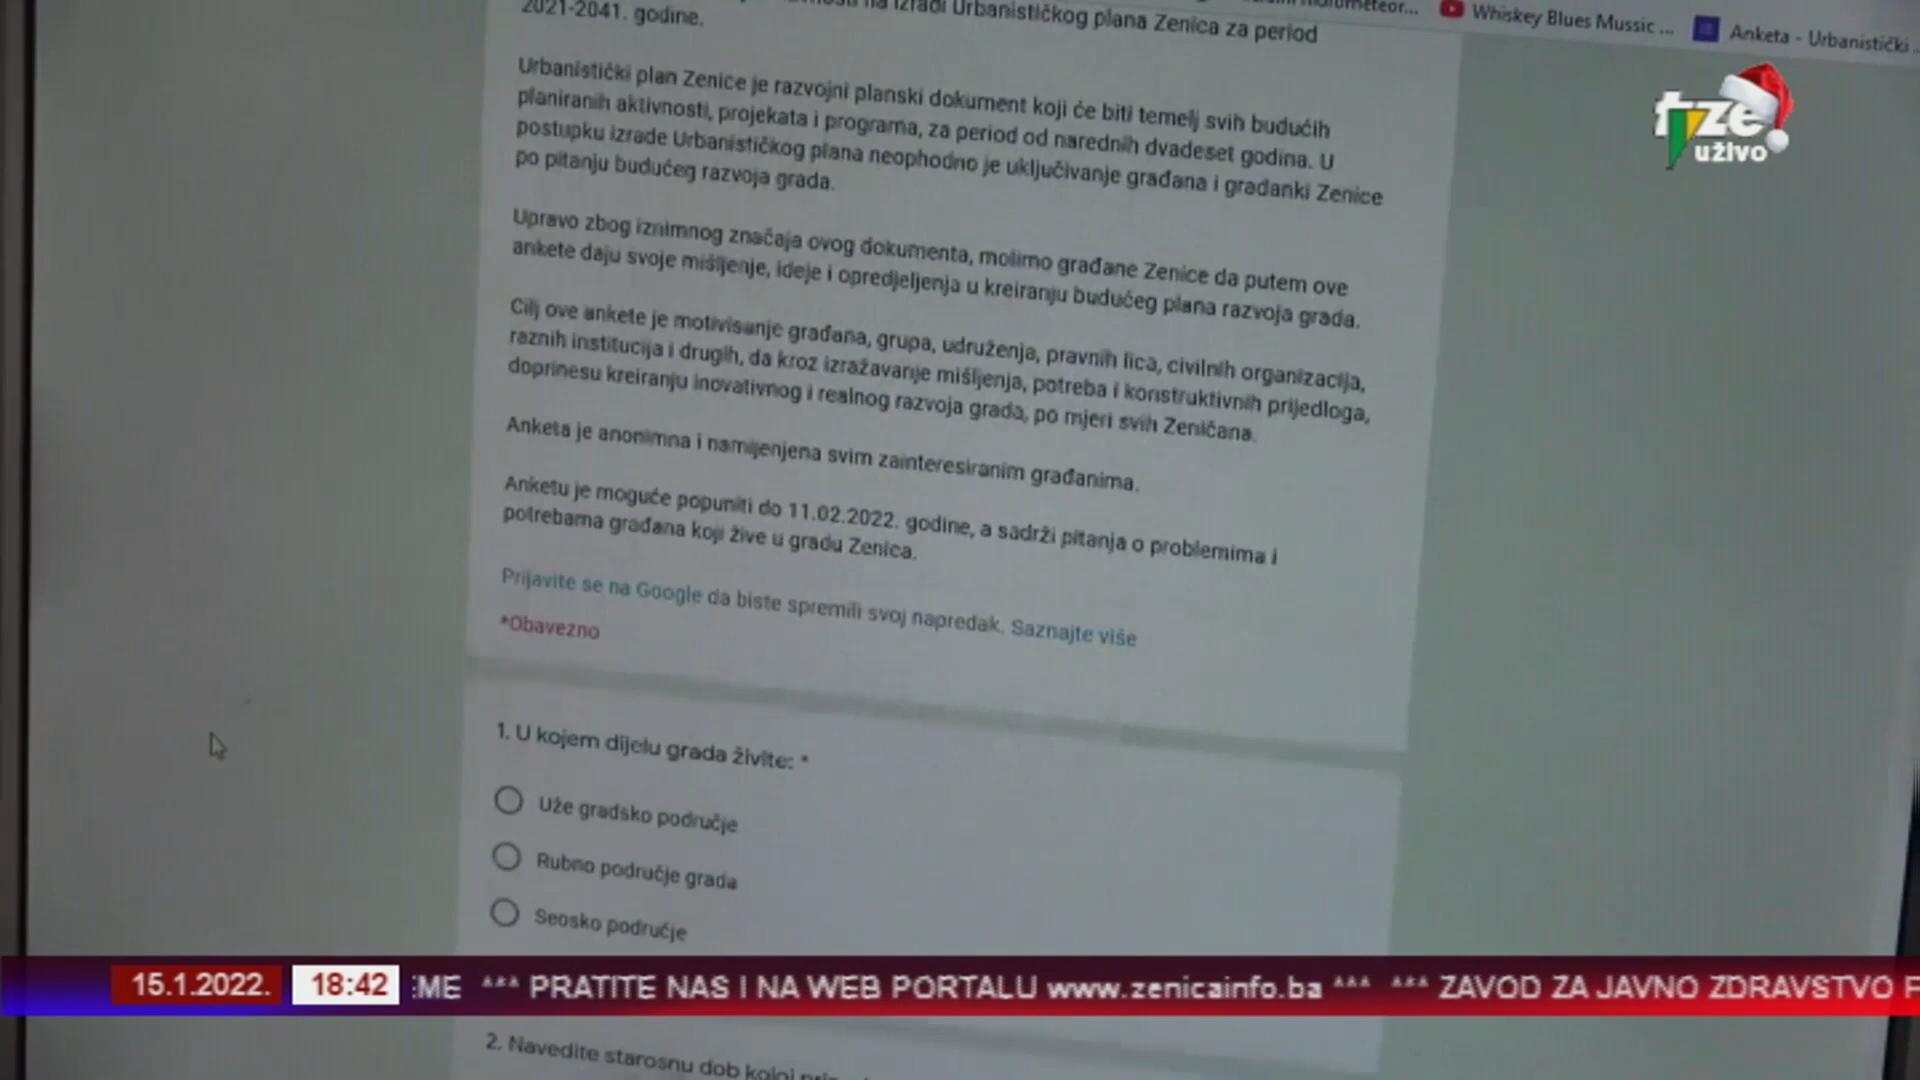 Whiskey Blues Mussic ...
Anketa - Urbanistički ...
na izradi Urbanističkog plana Zenica za period
2021-2041. godine.
Urbanistički plan Zenice je razvojni planski dokument koji će biti temelj svih budućih
planiranih aktivnosti, projekata i programa, za period od narednih dvadeset godina. U
postupku izrade Urbanističkog plana neophodno je uključivanje građana i građanki Zenice
po pitanju budućeg razvoja grada.
Upravo zbog iznimnog značaja ovog dokumenta, molimo građane Zenice da putem ove
ankete daju svoje mišljenje, ideje i opredjeljenja u kreiranju budućeg plana razvoja grada.
Cilj ove ankete je motivisanje građana, grupa, udruženja, pravnih lica, civilnih organizacija,
raznih institucija i drugih, da kroz izražavanje mišljenja, potreba i konstruktivnih prijedloga,
doprinesu kreiranju inovativnog i realnog razvoja grada, po mjeri svih Zeničana.
Anketa je anonimna i namijenjena svim zainteresiranim građanima.
Anketu je moguće popuniti do 11.02.2022. godine, a sadrži pitanja o problemima i
potrebama građana koji žive u gradu Zenica.
Prijavite se na Google da biste spremili svoj napredak. Saznajte više
*Obavezno
1. U kojem dijelu grada živite: *
Uže gradsko područje
Rubno područje grada
Seosko područje
2. Navedite starosnu dob kojoj
rtvze
uživo
15.1.2022. 18:42 EME *** PRATITE NAS I NA WEB PORTALU www.zenicainfo.ba *** *** ZAVOD ZA JAVNO ZDRAVSTVO F